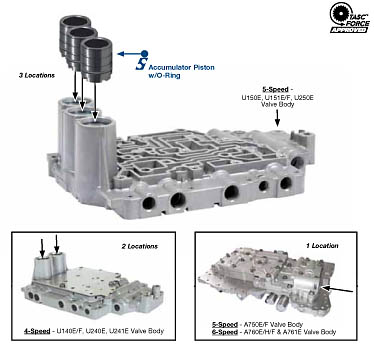 TASC
FORCE
APPROVED
3 Locations
S
Accumulator Piston
w/O-Ring
5-Speed -
U150E, U151E/F, U250E
Valve Body
2 Locations
4-Speed - U140E/F, U240E, U241E Valve Body
1 Location
5-Speed - A750E/F Valve Body
6-Speed - A760E/H/F & A761E Valve Body